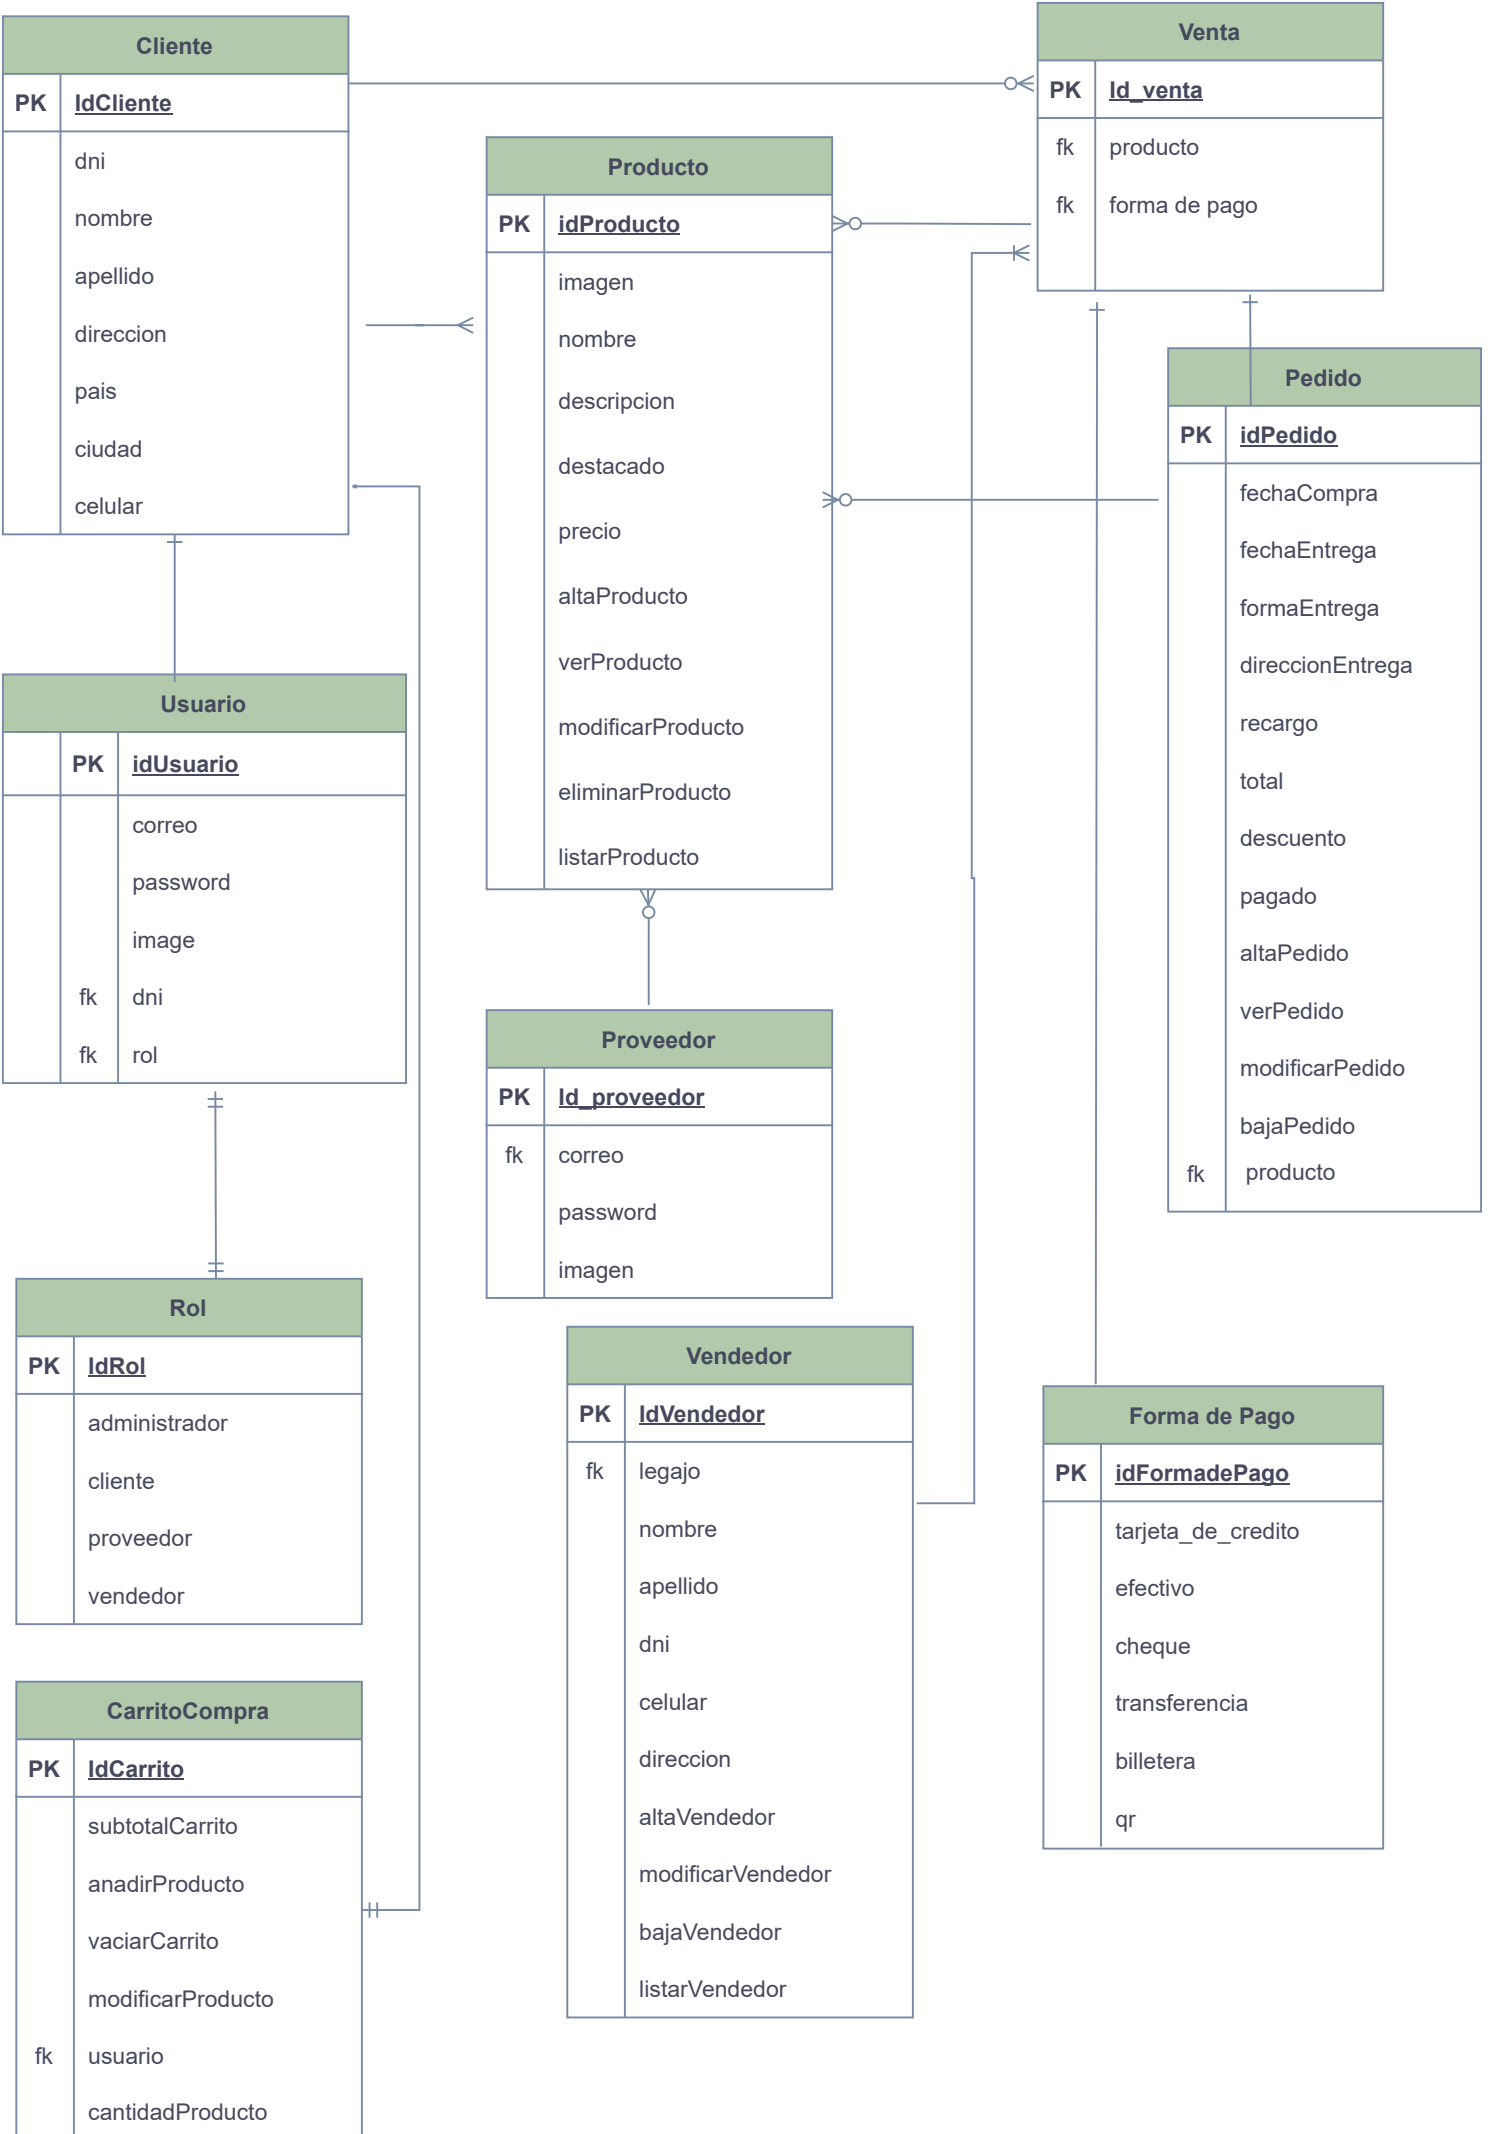 Cliente
PK IdCliente
dni
nombre
apellido
direccion
pais
ciudad
celular
Venta
PK Id_venta
fk producto
fk forma de pago
Producto
PK idProducto
imagen
nombre
descripcion
destacado
precio
altaProducto
verProducto
modificarProducto
eliminarProducto
listarProducto
Pedido
PK idPedido
fechaCompra
fechaEntrega
formaEntrega
direccionEntrega
recargo
total
descuento
pagado
altaPedido
verPedido
modificarPedido
bajaPedido
fk producto
Usuario
PK idUsuario
correo
password
image
fk dni
fk rol
Proveedor
PK Id_proveedor
fk correo
password
imagen
Rol
PK IdRol
administrador
cliente
proveedor
vendedor
Vendedor
PK IdVendedor
fk legajo
nombre
apellido
dni
celular
direccion
altaVendedor
modificarVendedor
bajaVendedor
listarVendedor
Forma de Pago
PK idFormadePago
tarjeta_de_credito
efectivo
cheque
transferencia
billetera
qr
CarritoCompra
PK IdCarrito
subtotalCarrito
anadirProducto
vaciarCarrito
modificarProducto
fk usuario
cantidadProducto